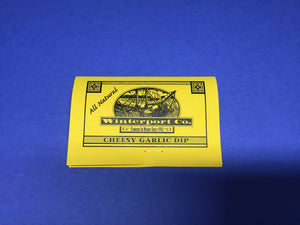 All Natural
Winterport Co.
CHEESY GARLIC DIP